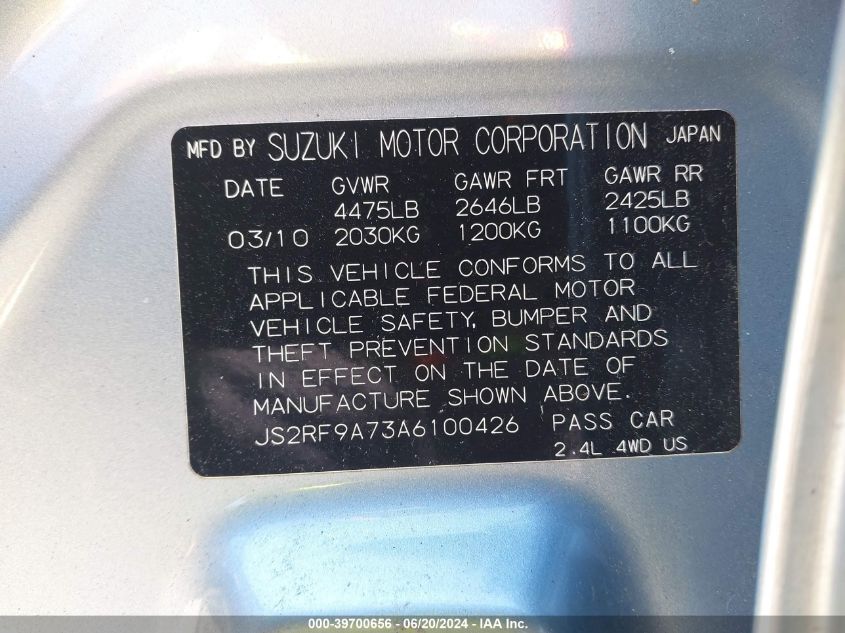 MFD BY SUZUKI MOTOR CORPORATION JAPAN
DATE GVWR GAWR FRT GAWR RR
4475LB 2646LB 2425LB
03/10 2030KG 1200KG 1100KG
THIS VEHICLE CONFORMS TO ALL
APPLICABLE FEDERAL MOTOR
VEHICLE SAFETY, BUMPER AND
THEFT PREVENTION STANDARDS
IN EFFECT ON THE DATE OF
MANUFACTURE SHOWN ABOVE.
JS2RF9A73A6100426 PASS CAR
2.4L 4WD US
000-39700656 - 06/20/2024 - IAA Inc.